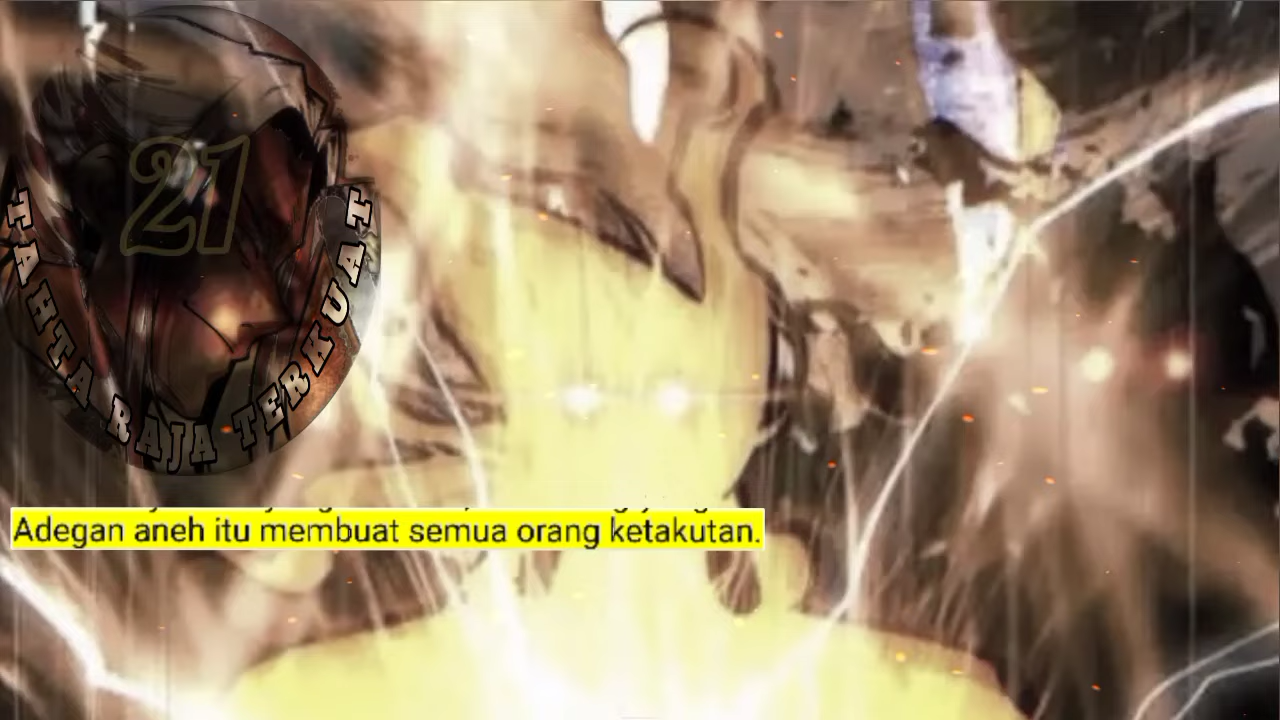 21
TAHTA RAJA TERKUAT
Adegan aneh itu membuat semua orang ketakutan.